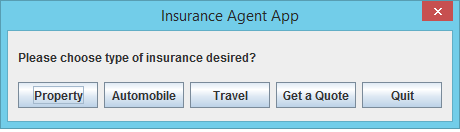 Insurance Agent App
Please choose type of insurance desired?
Property Automobile Travel Get a Quote Quit